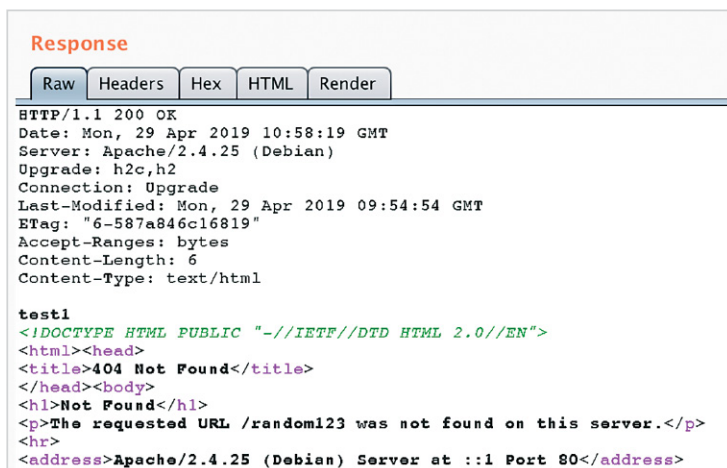 Response
Raw Headers Hex HTML Render
HTTP/1.1 200 OK
Date: Mon, 29 Apr 2019 10:58:19 GMT
Server: Apache/2.4.25 (Debian)
Upgrade: h2c,h2
Connection: Upgrade
Last-Modified: Mon, 29 Apr 2019 09:54:54 GMT
ETag: "6-587a846c16819"
Accept-Ranges: bytes
Content-Length: 6
Content-Type: text/html
test1
<!DOCTYPE HTML PUBLIC "-//IETF//DTD HTML 2.0//EN">
<html><head>
<title>404 Not Found</title>
</head><body>
<h1>Not Found</h1>
<p>The requested URL /random123 was not found on this server.</p>
<hr>
<address>Apache/2.4.25 (Debian) Server at ::1 Port 80</address>